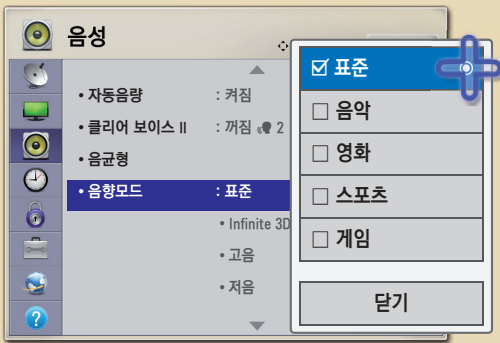 음성
• 자동음량 : 켜짐
• 클리어 보이스 II : 꺼짐 2
• 음균형
• 음향모드 : 표준
• Infinite 3D
• 고음
• 저음
?
☑ 표준
☐ 음악
☐ 영화
☐ 스포츠
☐ 게임
닫기